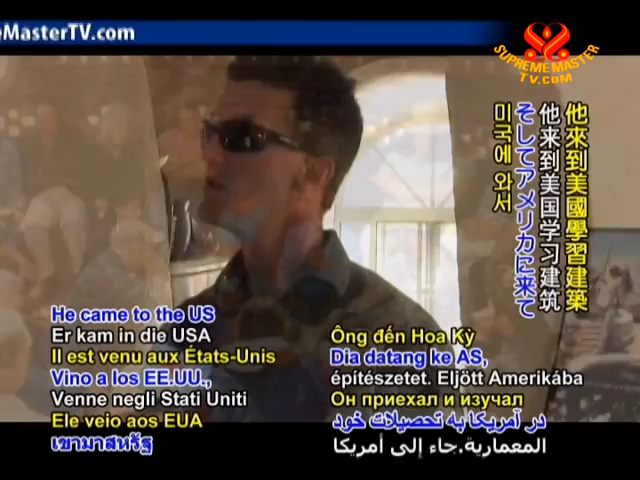 eMasterTV.com
SUPREME MASTER
TV.COM
他來到美國學習建築
他来到美国学习建筑
そしてアメリカに来て
미국에 와서
He came to the US
Er kam in die USA
Il est venu aux États-Unis
Vino a los EE.UU.,
Venne negli Stati Uniti
Ele veio aos EUA
เขามาสหรัฐ
Ông đến Hoa Kỳ
Dia datang ke AS,
építészetet. Eljött Amerikába
Он приехал и изучал
در آمریکا به تحصیلات خود
المعمارية.جاء إلى أمريكا